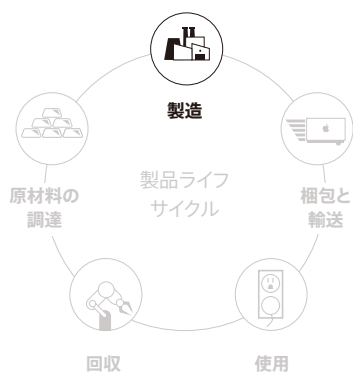 製造
原材料の
調達
製品ライフ
サイクル
梱包と
輸送
回収
使用